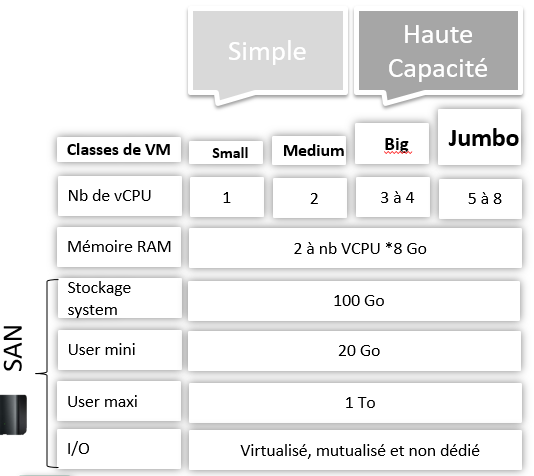 Simple
Haute
Capacité
Classes de VM
Small
Medium
Big
Jumbo
Nb de vCPU
1
2
3 à 4
5 à 8
Mémoire RAM
2 à nb VCPU *8 Go
SAN
Stockage
system
100 Go
User mini
20 Go
User maxi
1 To
I/O
Virtualisé, mutualisé et non dédié